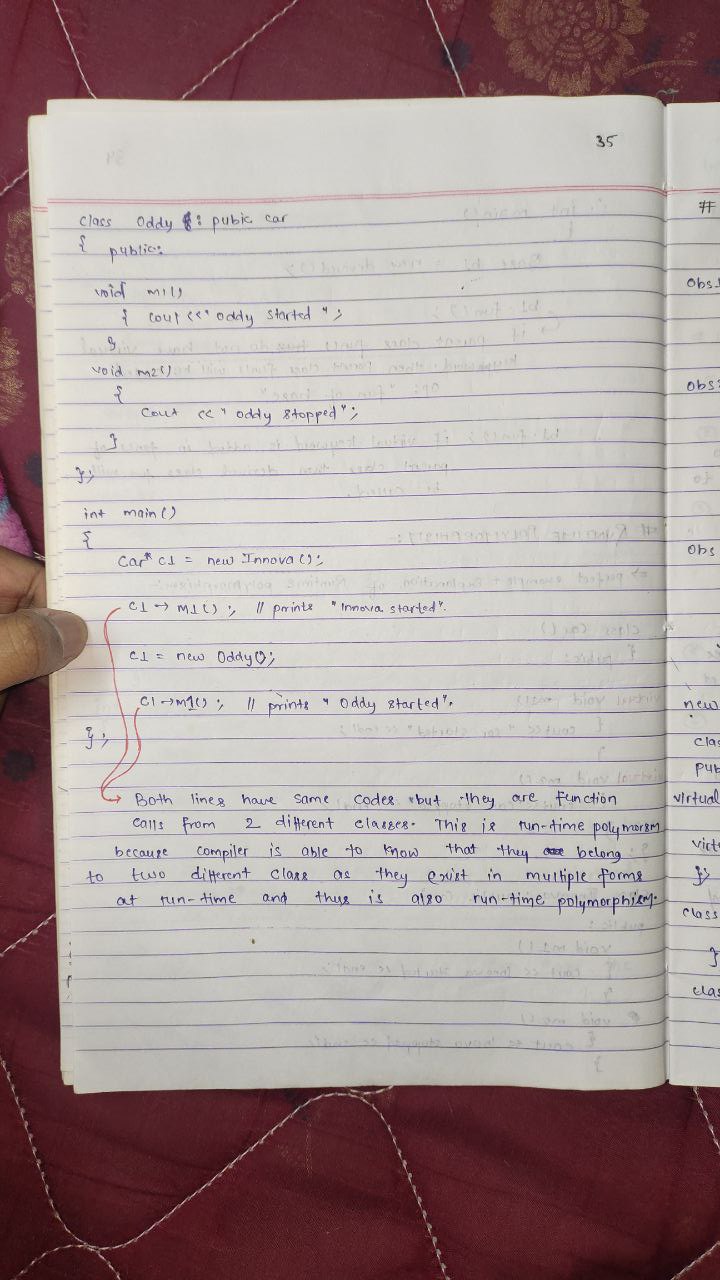 35
class Oddy : pubic car
{ public:
void m1()
{ cout << "Oddy started ";
}
void m2()
{
Cout << " Oddy stopped";
}
};
int main()
{
Car* c1 = new Innova();
c1 → m1(); // prints "Innova started".
c1 = new Oddy();
c1 → m1(); // prints " Oddy started".
};
→ Both lines have same codes but they are function
calls from 2 different classes. This is run-time polymorsm
because compiler is able to know that they belong
to two different class as they exist in multiple forms
at run-time and thus is also run-time polymorphism.
#
Obs
Obs
Obs
new
clas
pub
virtual
virtu
};
class
}
clas